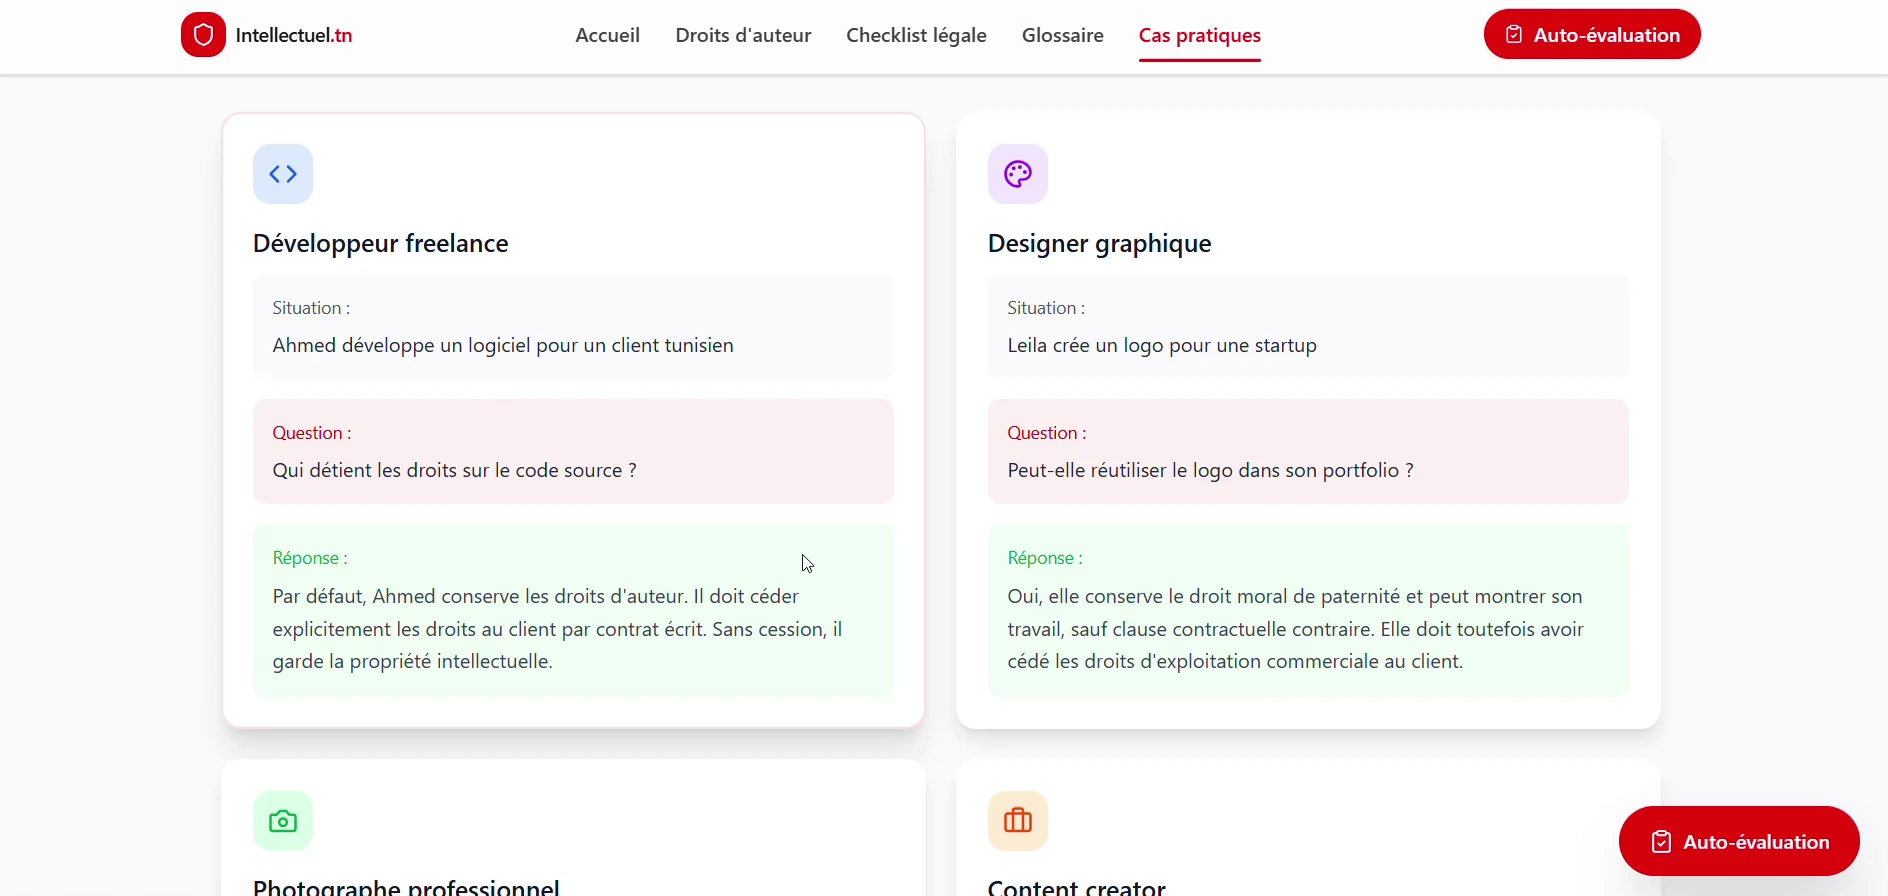 Intellectuel.tn
Accueil
Droits d'auteur
Checklist légale
Glossaire
Cas pratiques
Auto-évaluation
Développeur freelance
Situation :
Ahmed développe un logiciel pour un client tunisien
Question :
Qui détient les droits sur le code source ?
Réponse :
Par défaut, Ahmed conserve les droits d'auteur. Il doit céder
explicitement les droits au client par contrat écrit. Sans cession, il
garde la propriété intellectuelle.
Designer graphique
Situation :
Leila crée un logo pour une startup
Question :
Peut-elle réutiliser le logo dans son portfolio ?
Réponse :
Oui, elle conserve le droit moral de paternité et peut montrer son
travail, sauf clause contractuelle contraire. Elle doit toutefois avoir
cédé les droits d'exploitation commerciale au client.
Photographe professionnel
Content creator
Auto-évaluation